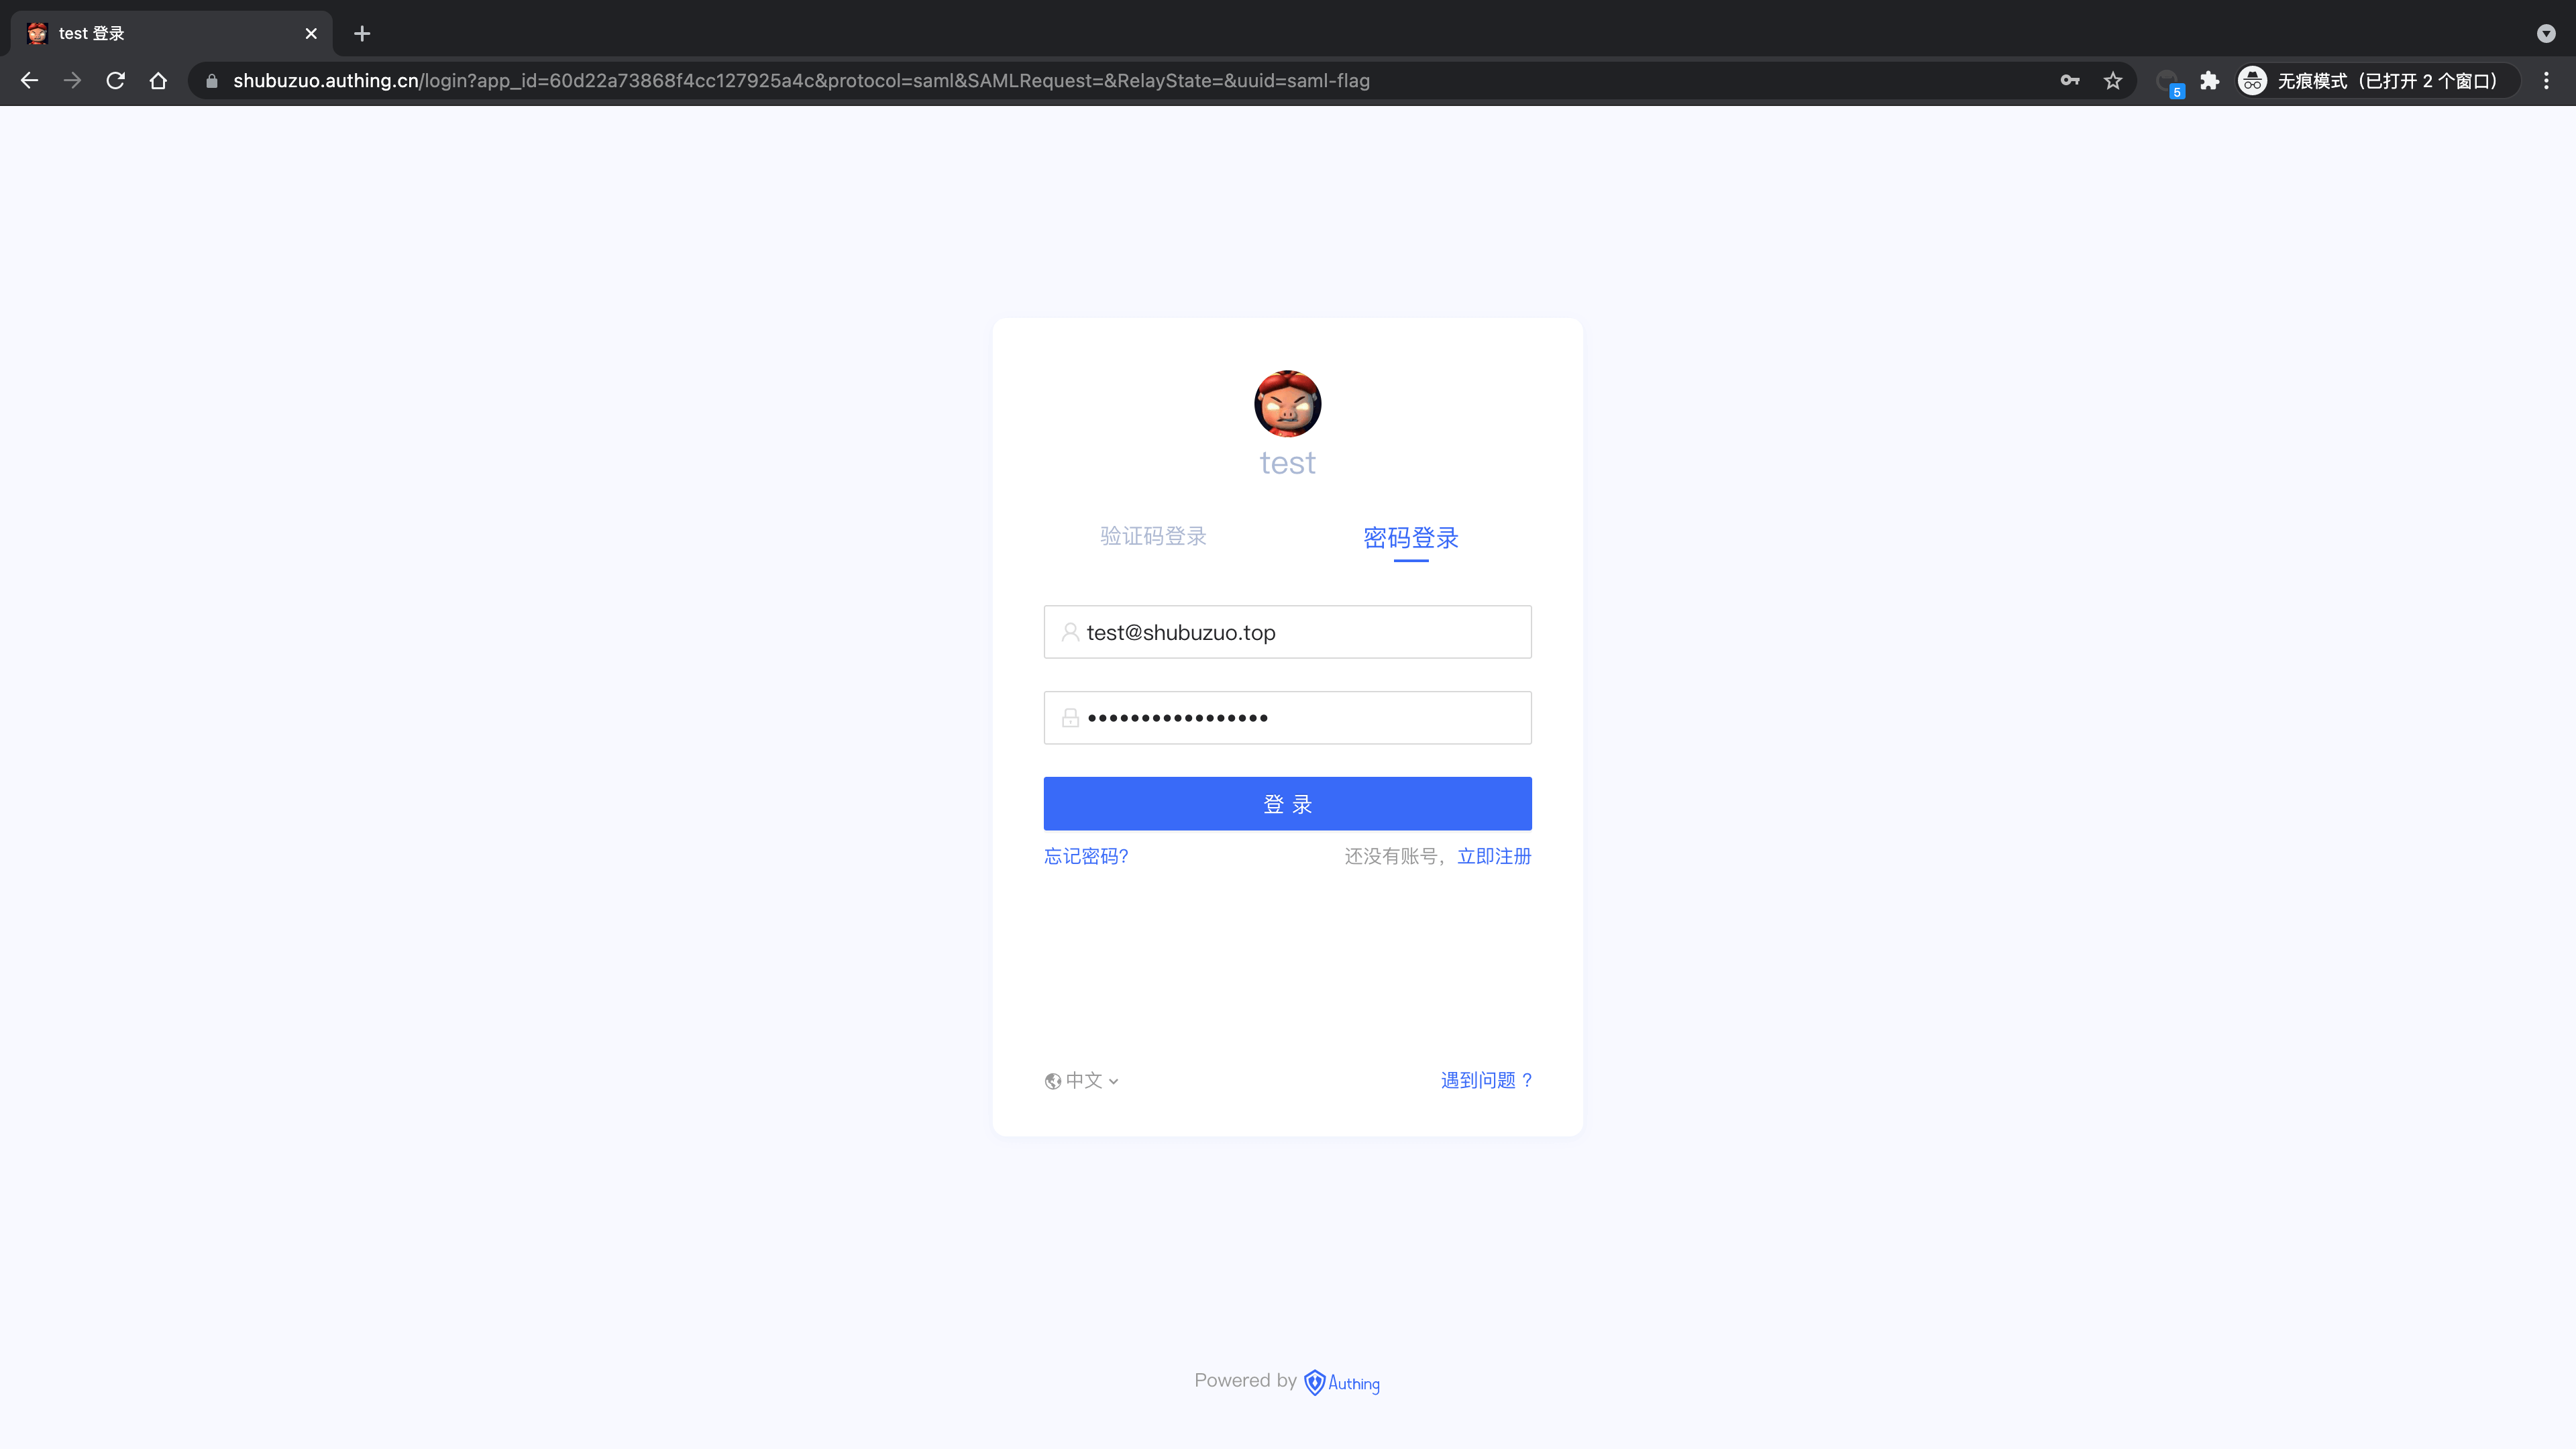 test 登录
shubuzuo.authing.cn/login?app_id=60d22a73868f4cc127925a4c&protocol=saml&SAMLRequest=&RelayState=&uuid=saml-flag
5
无痕模式（已打开 2 个窗口）
test
验证码登录
密码登录
test@shubuzuo.top
登 录
忘记密码?
还没有账号，立即注册
中文
遇到问题 ?
Powered by Authing